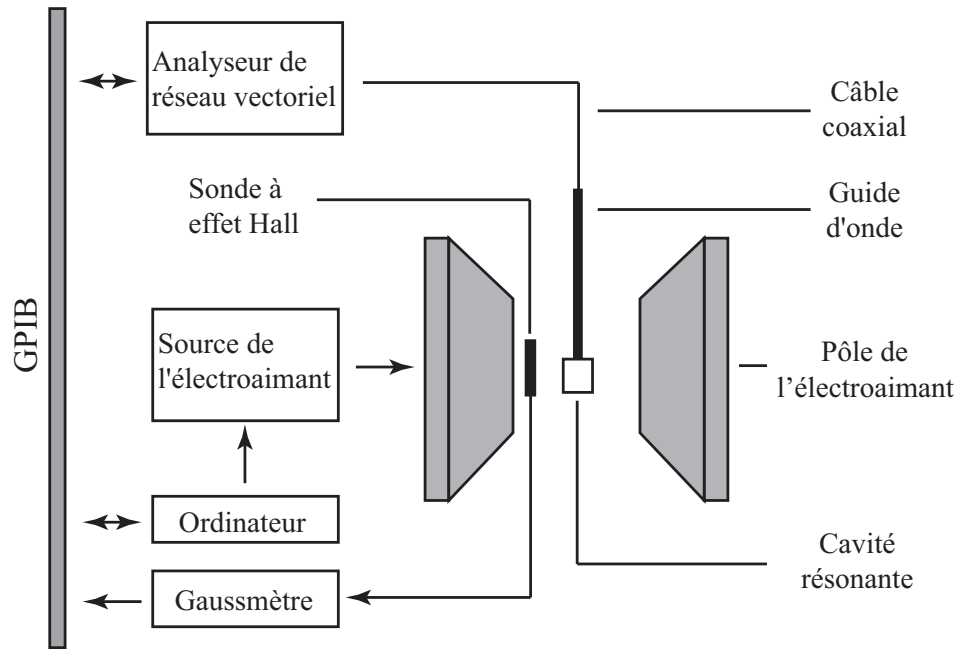 Analyseur de
réseau vectoriel
Câble
coaxial
Sonde à
effet Hall
Guide
d'onde
GPIB
Source de
l'électroaimant
Pôle de
l’électroaimant
Ordinateur
Cavité
résonante
Gaussmètre